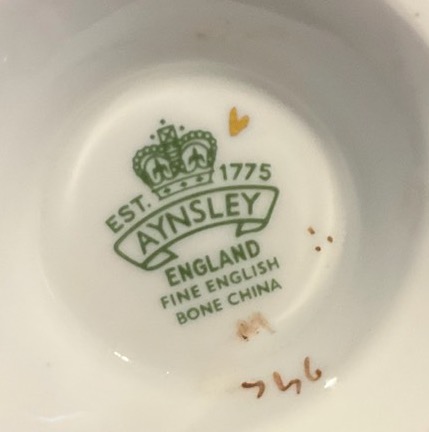 EST. 1775
AYNSLEY
ENGLAND
FINE ENGLISH
BONE CHINA